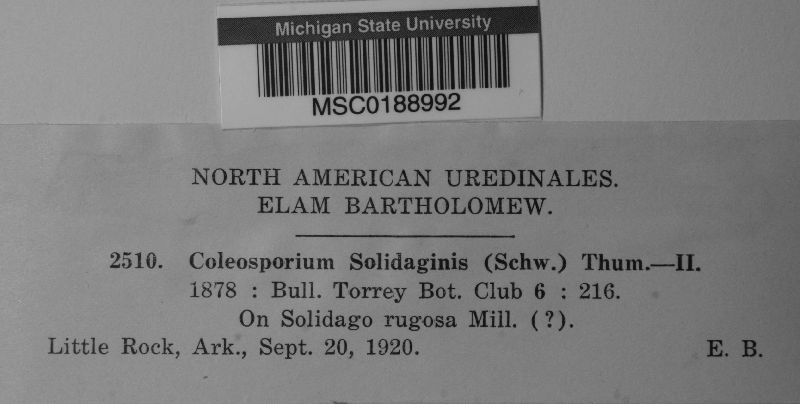 Michigan State University
MSC0188992
NORTH AMERICAN UREDINALES.
ELAM BARTHOLOMEW.
2510. Coleosporium Solidaginis (Schw.) Thum.—II.
1878 : Bull. Torrey Bot. Club 6 : 216.
On Solidago rugosa Mill. (?).
Little Rock, Ark., Sept. 20, 1920. E. B.